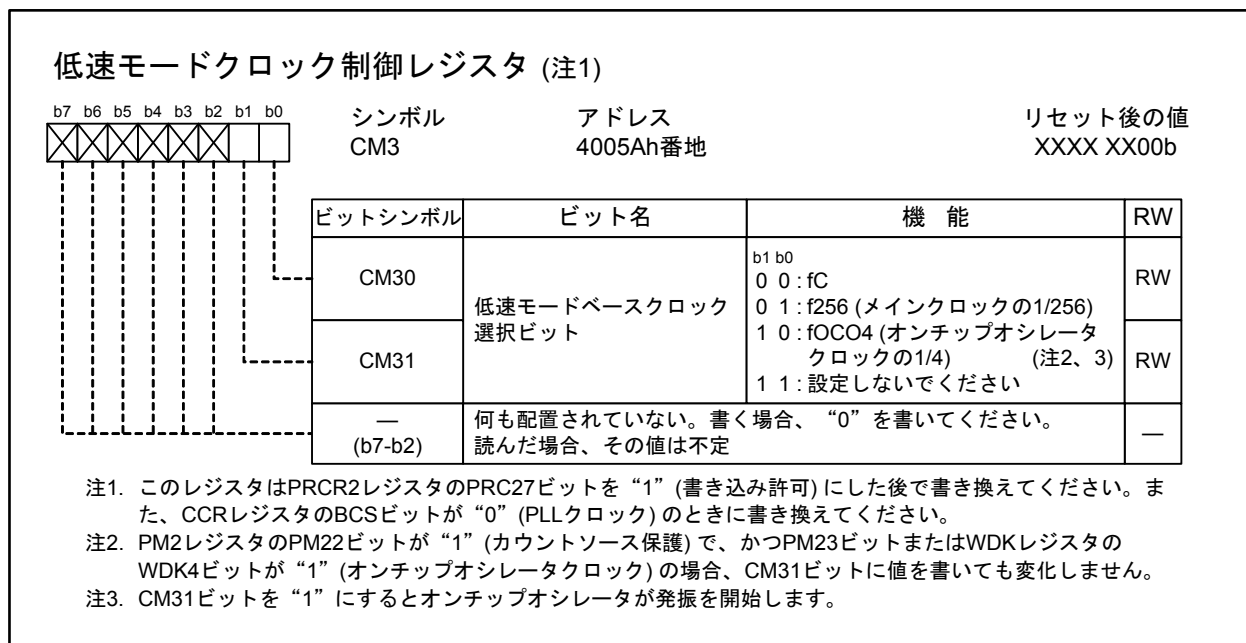 低速モードクロック制御レジスタ (注1)
b7 b6 b5 b4 b3 b2 b1 b0
シンボル アドレス リセット後の値
CM3 4005Ah番地 XXXX XX00b
ビットシンボル ビット名 機 能 RW
CM30
CM31
低速モードベースクロック
選択ビット
b1 b0
0 0 : fC
0 1 : f256 (メインクロックの1/256)
1 0 : fOCO4 (オンチップオシレータ
クロックの1/4) (注2、3)
1 1 : 設定しないでください
RW
RW
—
(b7-b2)
何も配置されていない。書く場合、“0”を書いてください。
読んだ場合、その値は不定
—
注1. このレジスタはPRCR2レジスタのPRC27ビットを“1”(書き込み許可) にした後で書き換えてください。ま
た、CCRレジスタのBCSビットが“0”(PLLクロック) のときに書き換えてください。
注2. PM2レジスタのPM22ビットが“1”(カウントソース保護) で、かつPM23ビットまたはWDKレジスタの
WDK4ビットが“1”(オンチップオシレータクロック) の場合、CM31ビットに値を書いても変化しません。
注3. CM31ビットを“1”にするとオンチップオシレータが発振を開始します。